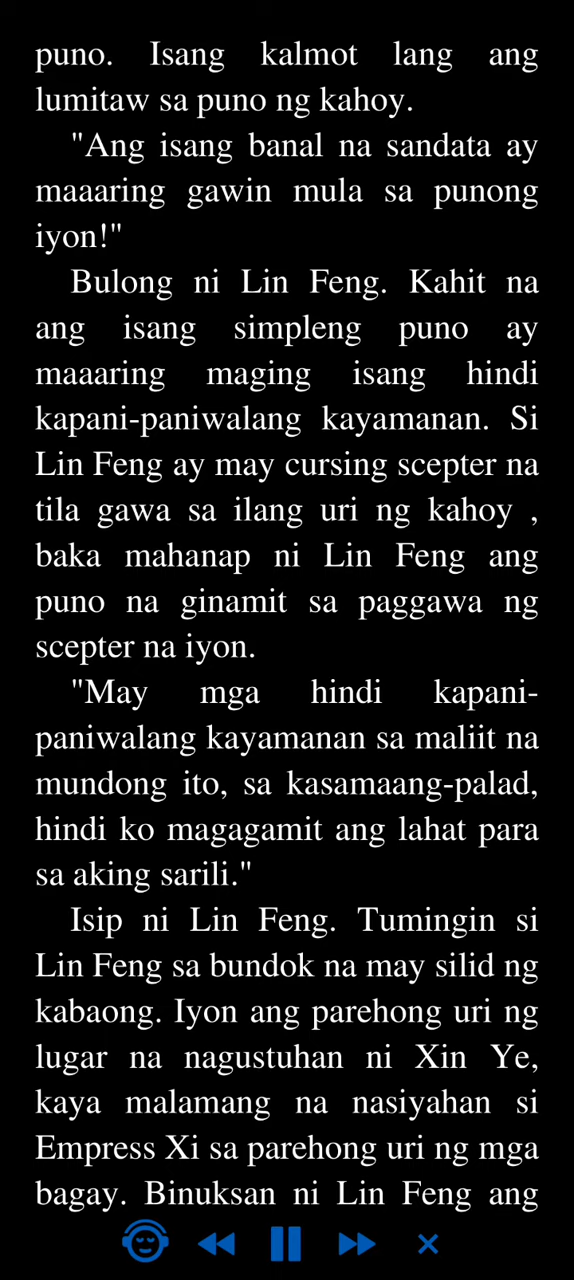 puno. Isang kalmot lang ang
lumitaw sa puno ng kahoy.
"Ang isang banal na sandata ay
maaaring gawin mula sa punong
iyon!"
Bulong ni Lin Feng. Kahit na
ang isang simpleng puno ay
maaaring maging isang hindi
kapani-paniwalang kayamanan. Si
Lin Feng ay may cursing scepter na
tila gawa sa ilang uri ng kahoy ,
baka mahanap ni Lin Feng ang
puno na ginamit sa paggawa ng
scepter na iyon.
"May mga hindi kapani-
paniwalang kayamanan sa maliit na
mundong ito, sa kasamaang-palad,
hindi ko magagamit ang lahat para
sa aking sarili."
Isip ni Lin Feng. Tumingin si
Lin Feng sa bundok na may silid ng
kabaong. Iyon ang parehong uri ng
lugar na nagustuhan ni Xin Ye,
kaya malamang na nasiyahan si
Empress Xi sa parehong uri ng mga
bagay. Binuksan ni Lin Feng ang